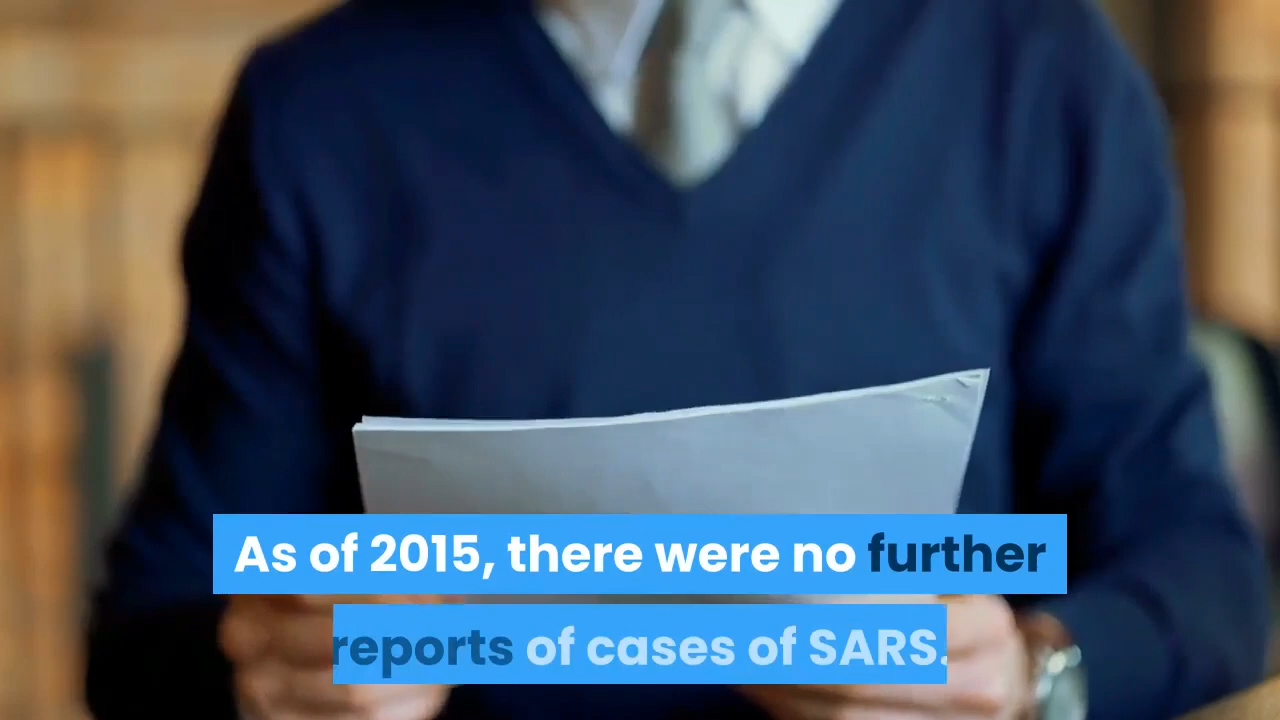 As of 2015, there were no further
reports of cases of SARS.